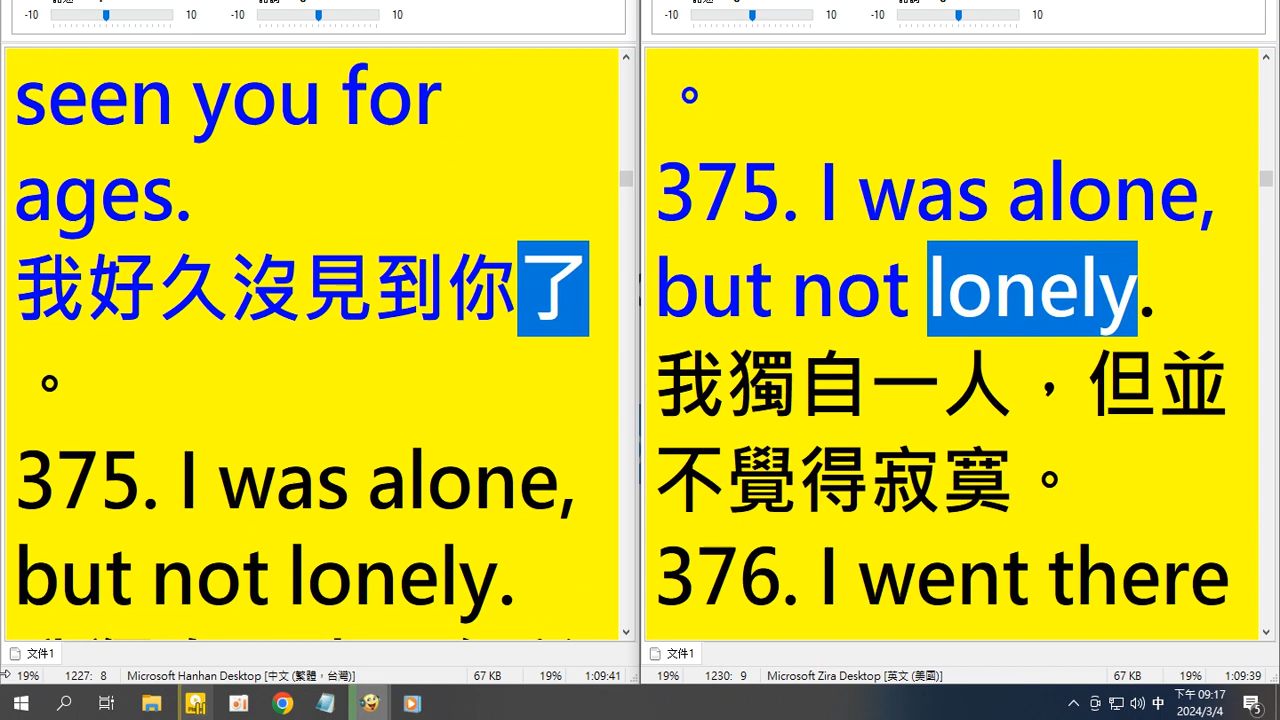 -10 10 -10 10
seen you for
ages.
我好久沒見到你了
。
375. I was alone,
but not lonely.
文件1
19% 1227: 8 Microsoft Hanhan Desktop [中文 (繁體，台灣)] 67 KB 19% 1:09:41
-10 10 -10 10
。
375. I was alone,
but not lonely.
我獨自一人，但並
不覺得寂寞。
376. I went there
文件1
19% 1230: 9 Microsoft Zira Desktop [英文 (美國)] 67 KB 19% 1:09:39
中
下午 09:17
2024/3/4
5